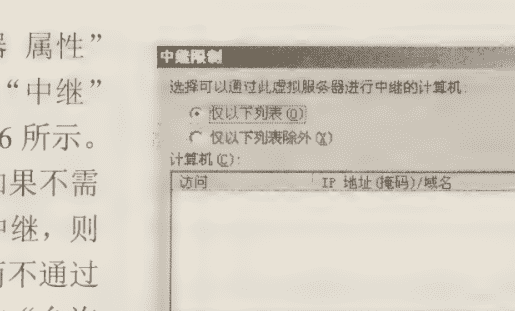 器 属性”
“中继”
6 所示。
如果不需
中继，则
而不通过
中继限制
选择可以通过此虚拟服务器进行中继的计算机:
仅以下列表(O)
仅以下列表除外(X)
计算机(C):
访问 IP 地址(掩码)/域名